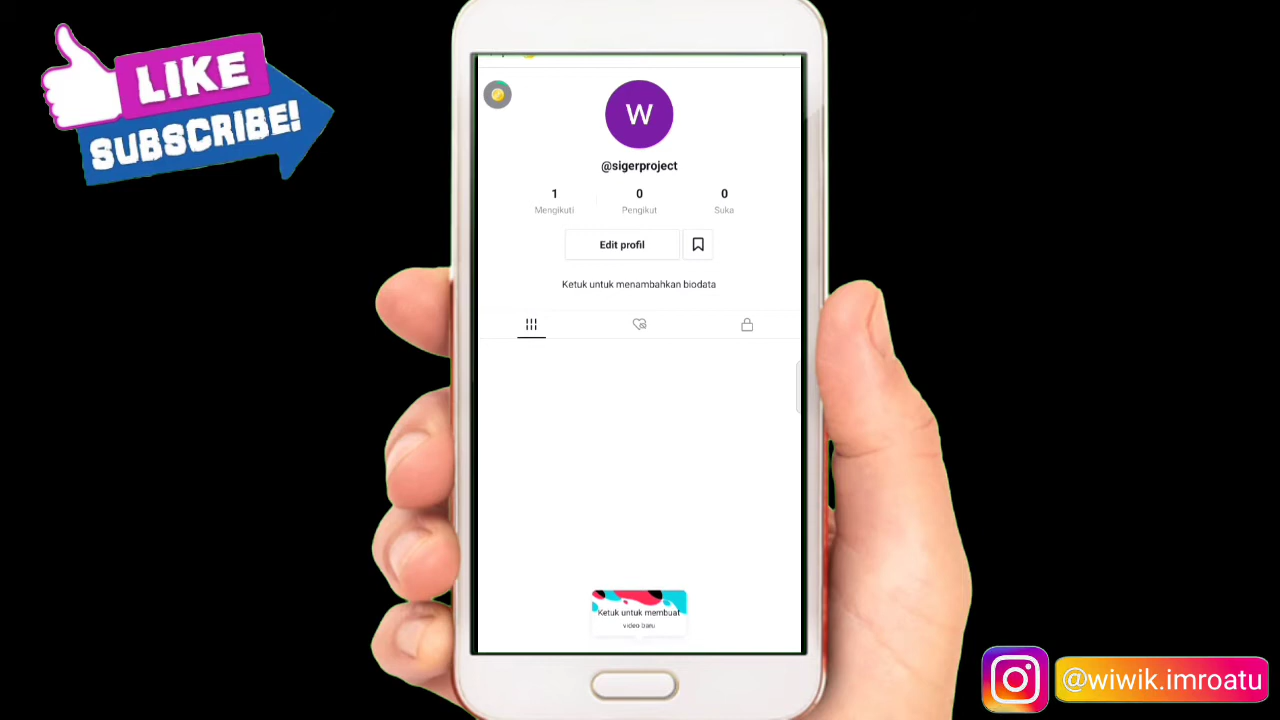 LIKE
SUBSCRIBE!
W
@sigerproject
1
0
0
Mengikuti
Pengikut
Suka
Edit profil
Ketuk untuk menambahkan biodata
Ketuk untuk membuat
video baru
@wiwik.imroatu